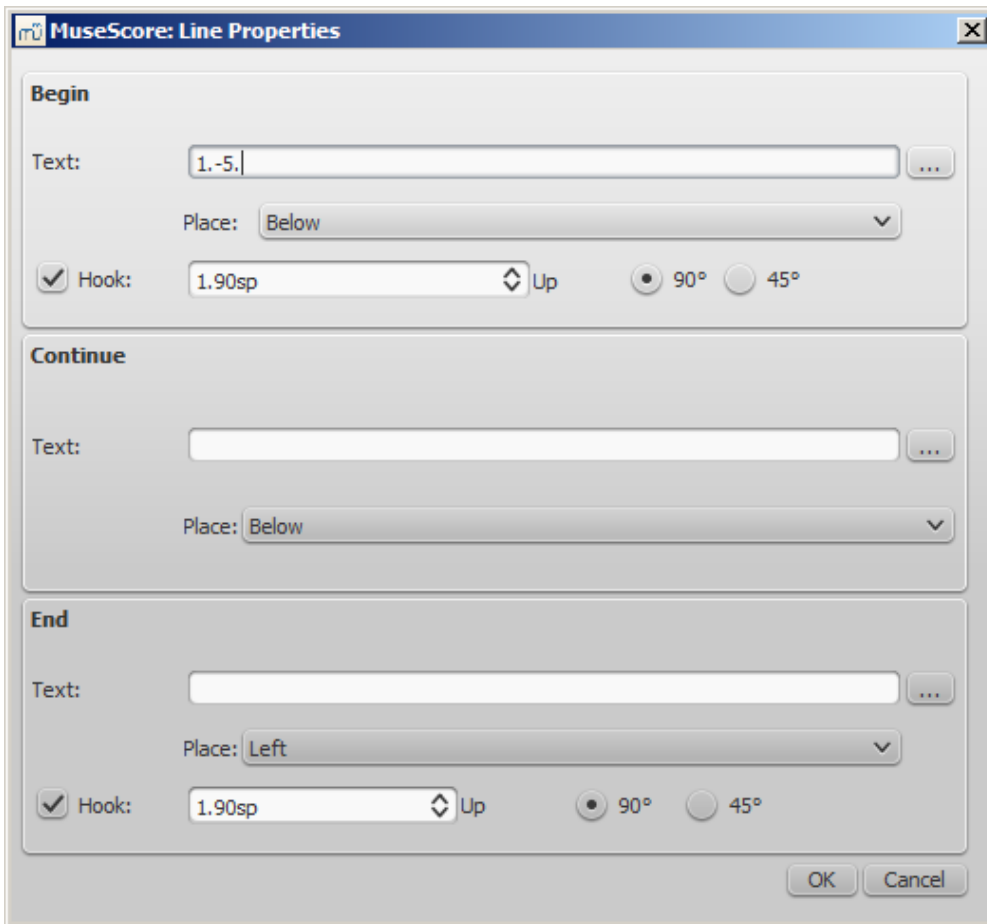 mü MuseScore: Line Properties
Begin
Text: 1.-5. ...
Place: Below
Hook: 1.90sp Up 90° 45°
Continue
Text: ...
Place: Below
End
Text: ...
Place: Left
Hook: 1.90sp Up 90° 45°
OK Cancel